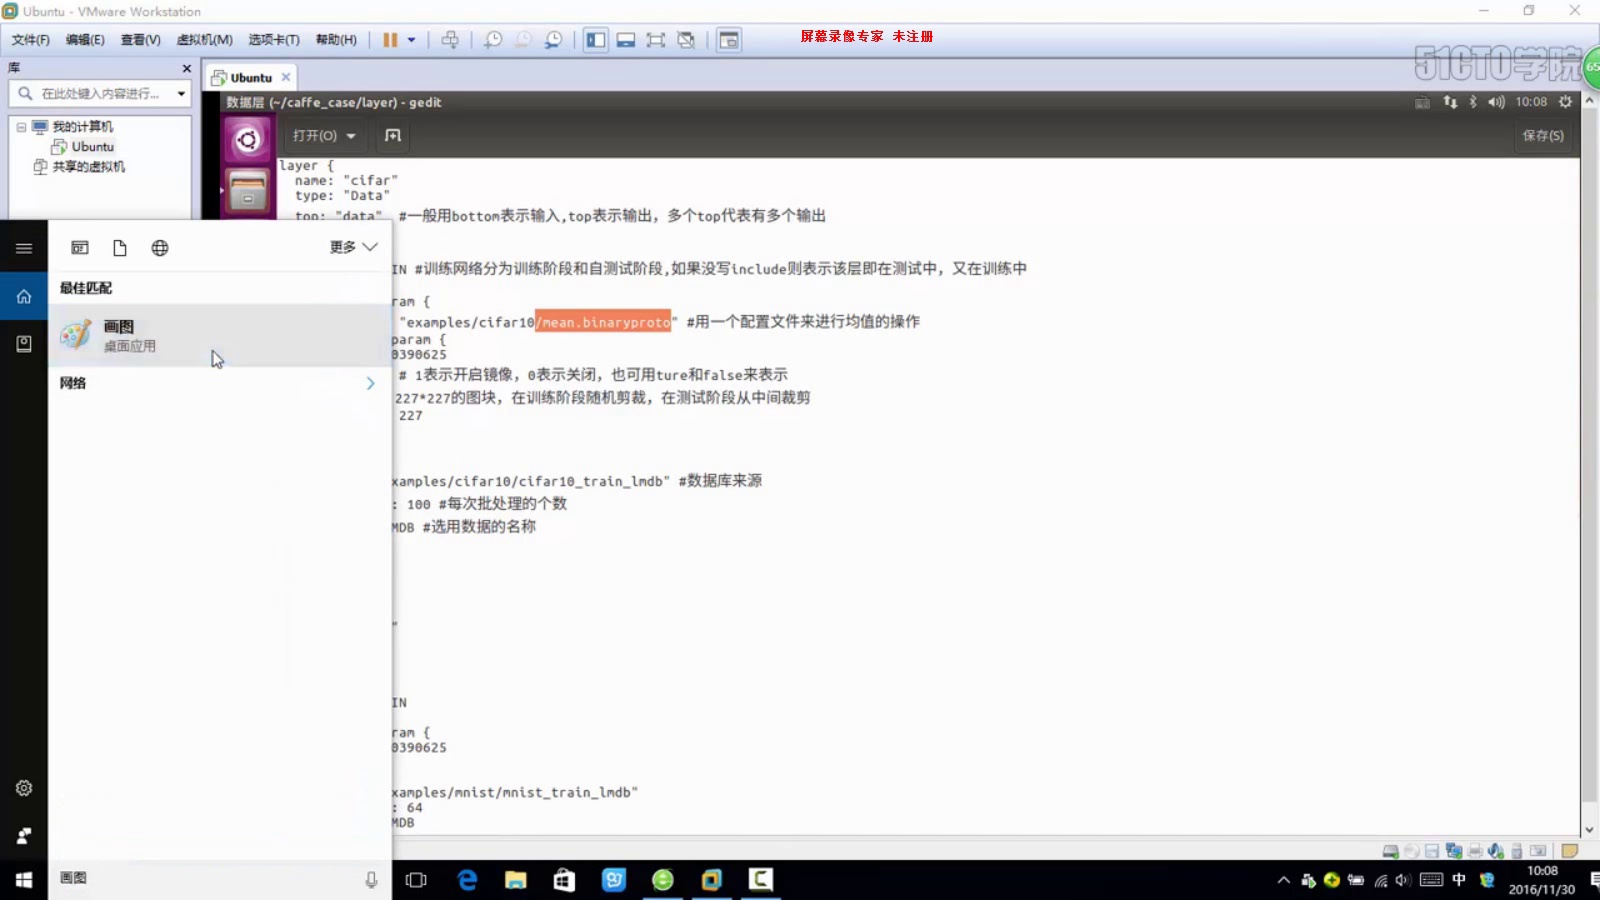 Ubuntu - VMware Workstation
文件(F) 编辑(E) 查看(V) 虚拟机(M) 选项卡(T) 帮助(H)
屏幕录像专家 未注册
51CTO学院
65
库
在此处键入内容进行...
我的计算机
Ubuntu
共享的虚拟机
Ubuntu
数据层 (~/caffe_case/layer) - gedit
10:08
打开(O)
保存(S)
layer {
name: "cifar"
type: "Data"
top: "data" #一般用bottom表示输入,top表示输出，多个top代表有多个输出
IN #训练网络分为训练阶段和自测试阶段,如果没写include则表示该层即在测试中，又在训练中
ram {
"examples/cifar10/mean.binaryproto" #用一个配置文件来进行均值的操作
param {
0390625
# 1表示开启镜像，0表示关闭，也可用ture和false来表示
227*227的图块，在训练阶段随机剪裁，在测试阶段从中间裁剪
227
xamples/cifar10/cifar10_train_lmdb" #数据库来源
: 100 #每次批处理的个数
MDB #选用数据的名称
"
IN
ram {
0390625
xamples/mnist/mnist_train_lmdb"
: 64
MDB
更多
最佳匹配
画图
桌面应用
网络
画图
中
10:08
2016/11/30